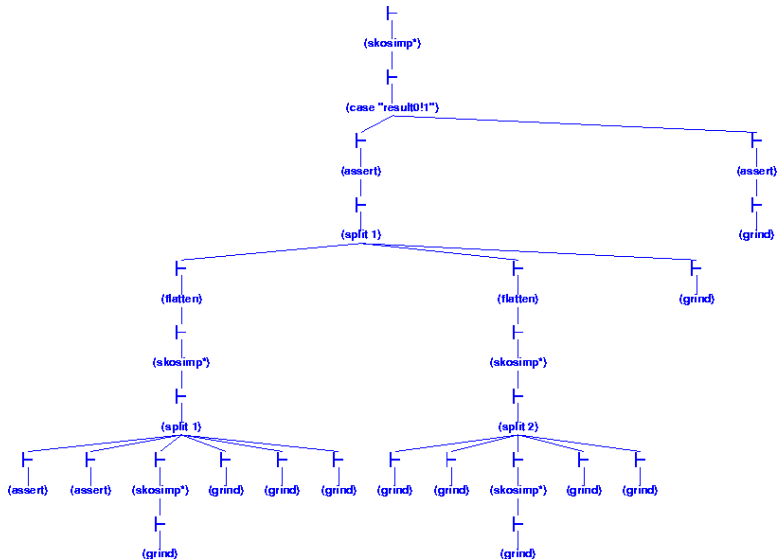 (skosimp*)
(case "result0!1")
(assert) (assert)
(split 1) (grind)
(flatten) (flatten) (grind)
(skosimp*) (skosimp*)
(split 1) (split 2)
(assert) (assert) (skosimp*) (grind) (grind) (grind) (grind) (grind) (skosimp*) (grind) (grind)
(grind) (grind)